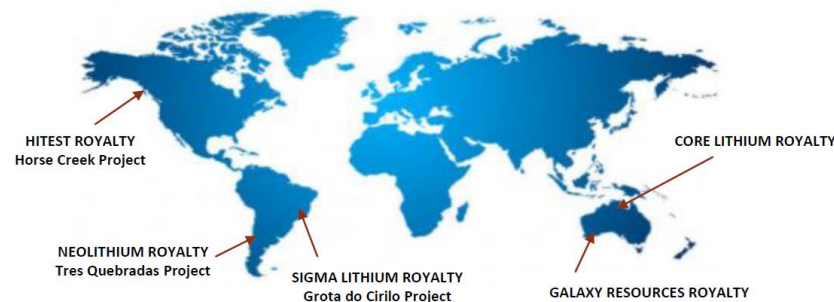 HITEST ROYALTY
Horse Creek Project
CORE LITHIUM ROYALTY
NEOLITHIUM ROYALTY
Tres Quebradas Project
SIGMA LITHIUM ROYALTY
Grota do Cirilo Project
GALAXY RESOURCES ROYALTY